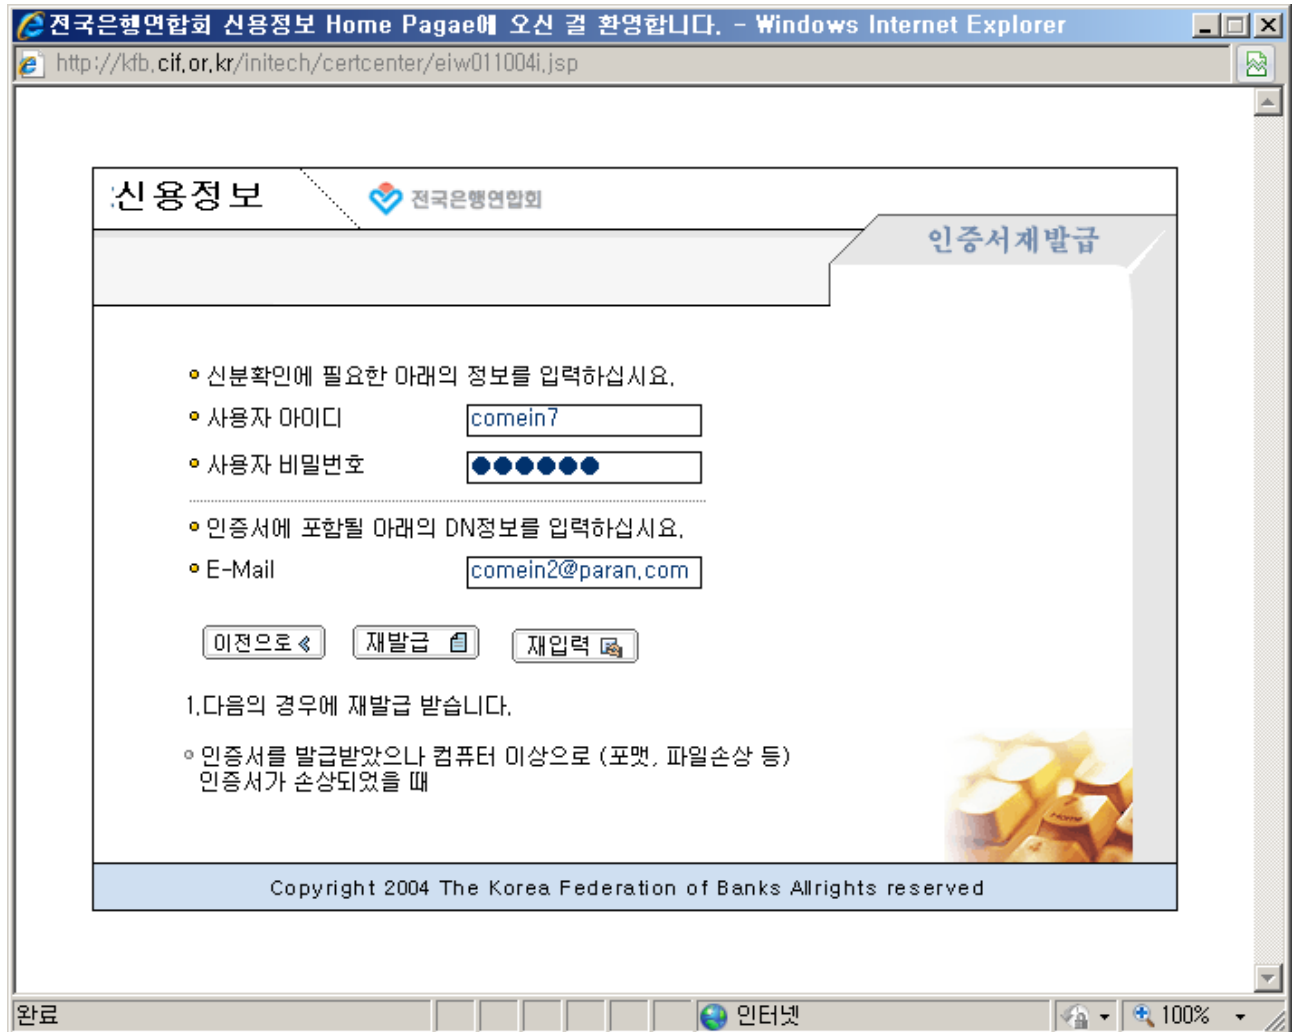 전국은행연합회 신용정보 Home Pagae에 오신 걸 환영합니다. - Windows Internet Explorer
http://kfb.cif.or.kr/initech/certcenter/eiw011004i.jsp
신용정보
전국은행연합회
인증서재발급
신분확인에 필요한 아래의 정보를 입력하십시요.
사용자 아이디 comein7
사용자 비밀번호 ●●●●●●
인증서에 포함될 아래의 DN정보를 입력하십시요.
E-Mail comein2@paran.com
이전으로 재발급 재입력
1.다음의 경우에 재발급 받습니다.
인증서를 발급받았으나 컴퓨터 이상으로 (포맷, 파일손상 등)
인증서가 손상되었을 때
Home
Copyright 2004 The Korea Federation of Banks Allrights reserved
완료 인터넷 100%